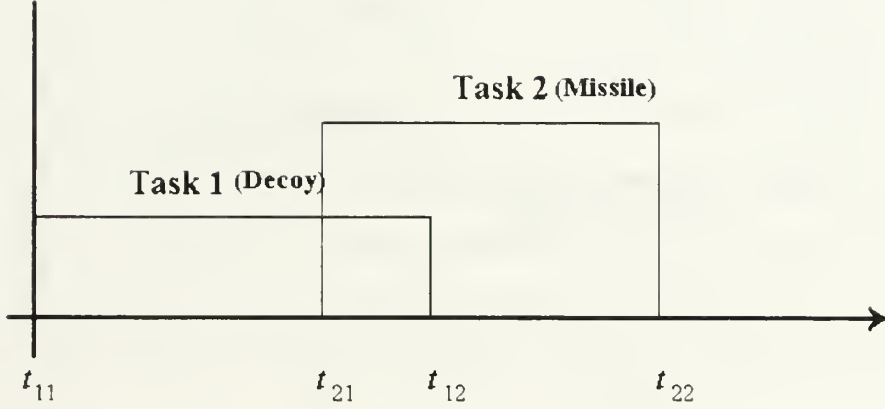 Task 2 (Missile)
Task 1 (Decoy)
t11 t21 t12 t22